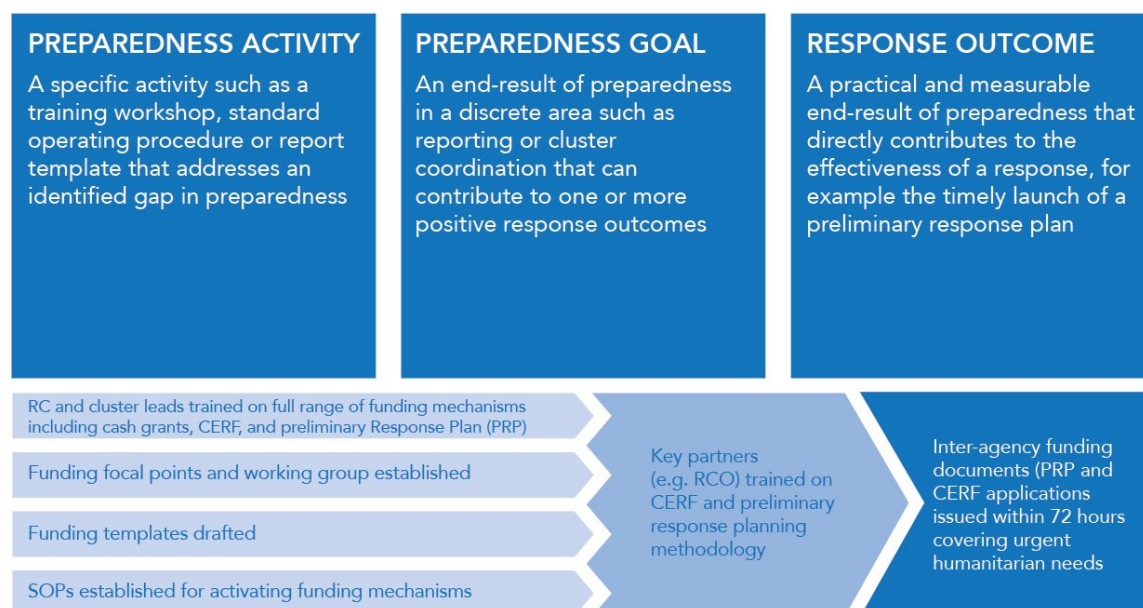 PREPAREDNESS ACTIVITY
A specific activity such as a
training workshop, standard
operating procedure or report
template that addresses an
identified gap in preparedness
PREPAREDNESS GOAL
An end-result of preparedness
in a discrete area such as
reporting or cluster
coordination that can
contribute to one or more
positive response outcomes
RESPONSE OUTCOME
A practical and measurable
end-result of preparedness that
directly contributes to the
effectiveness of a response, for
example the timely launch of a
preliminary response plan
RC and cluster leads trained on full range of funding mechanisms
including cash grants, CERF, and preliminary Response Plan (PRP)
Funding focal points and working group established
Funding templates drafted
SOPs established for activating funding mechanisms
Key partners
(e.g. RCO) trained on
CERF and preliminary
response planning
methodology
Inter-agency funding
documents (PRP and
CERF applications
issued within 72 hours
covering urgent
humanitarian needs